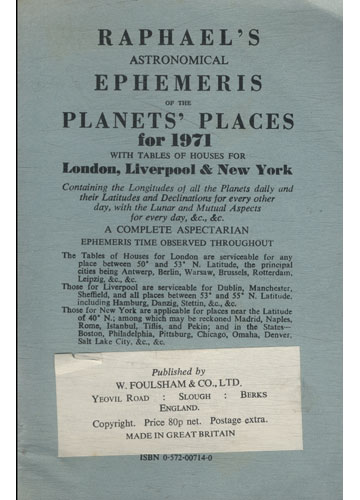 RAPHAEL'S
ASTRONOMICAL
EPHEMERIS
OF THE
PLANETS' PLACES
for 1971
WITH TABLES OF HOUSES FOR
London, Liverpool & New York
Containing the Longitudes of all the Planets daily and
their Latitudes and Declinations for every other
day, with the Lunar and Mutual Aspects
for every day, &c., &c.
A COMPLETE ASPECTARIAN
EPHEMERIS TIME OBSERVED THROUGHOUT
The Tables of Houses for London are serviceable for any
place between 50° and 53° N. Latitude, the principal
cities being Antwerp, Berlin, Warsaw, Brussels, Rotterdam,
Leipzig, &c., &c.
Those for Liverpool are serviceable for Dublin, Manchester,
Sheffield, and all places between 53° and 55° N. Latitude,
including Hamburg, Danzig, Stettin, &c., &c.
Those for New York are applicable for places near the Latitude
of 40° N.; among which may be reckoned Madrid, Naples,
Rome, Istanbul, Tiflis, and Pekin; and in the States—
Boston, Philadelphia, Pittsburg, Chicago, Omaha, Denver,
Salt Lake City, &c., &c.
Published by
W. FOULSHAM & CO., LTD.
YEOVIL ROAD : SLOUGH : BERKS
ENGLAND.
Copyright. Price 80p net. Postage extra.
MADE IN GREAT BRITAIN
ISBN 0-572-00714-0